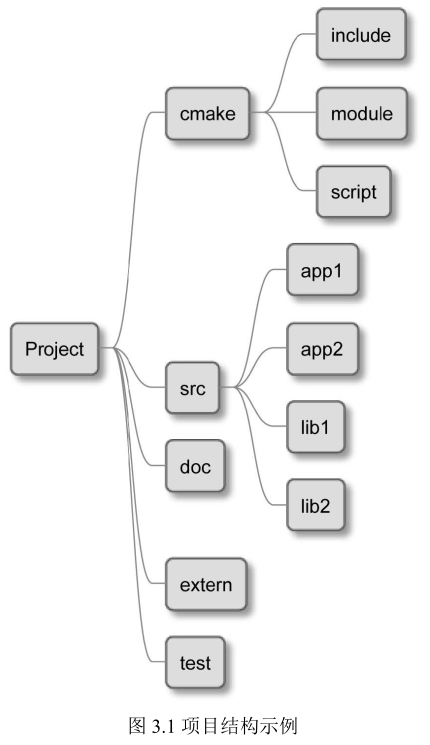 include
cmake
module
script
app1
Project
app2
src
lib1
doc
lib2
extern
test
图 3.1 项目结构示例